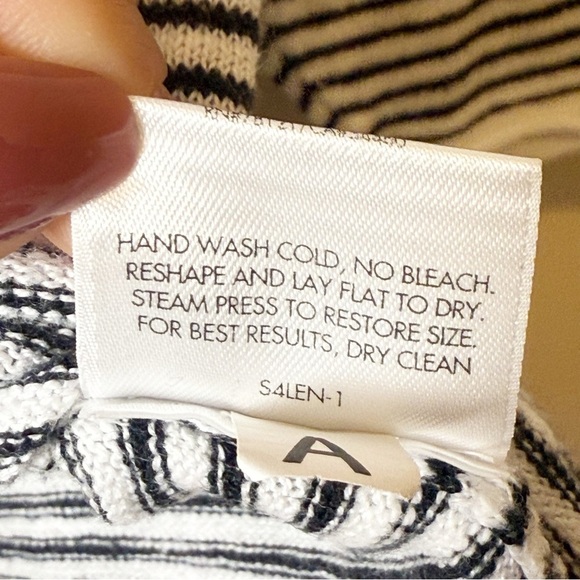 HAND WASH COLD, NO BLEACH.
RESHAPE AND LAY FLAT TO DRY.
STEAM PRESS TO RESTORE SIZE.
FOR BEST RESULTS, DRY CLEAN
S4LEN-1
A